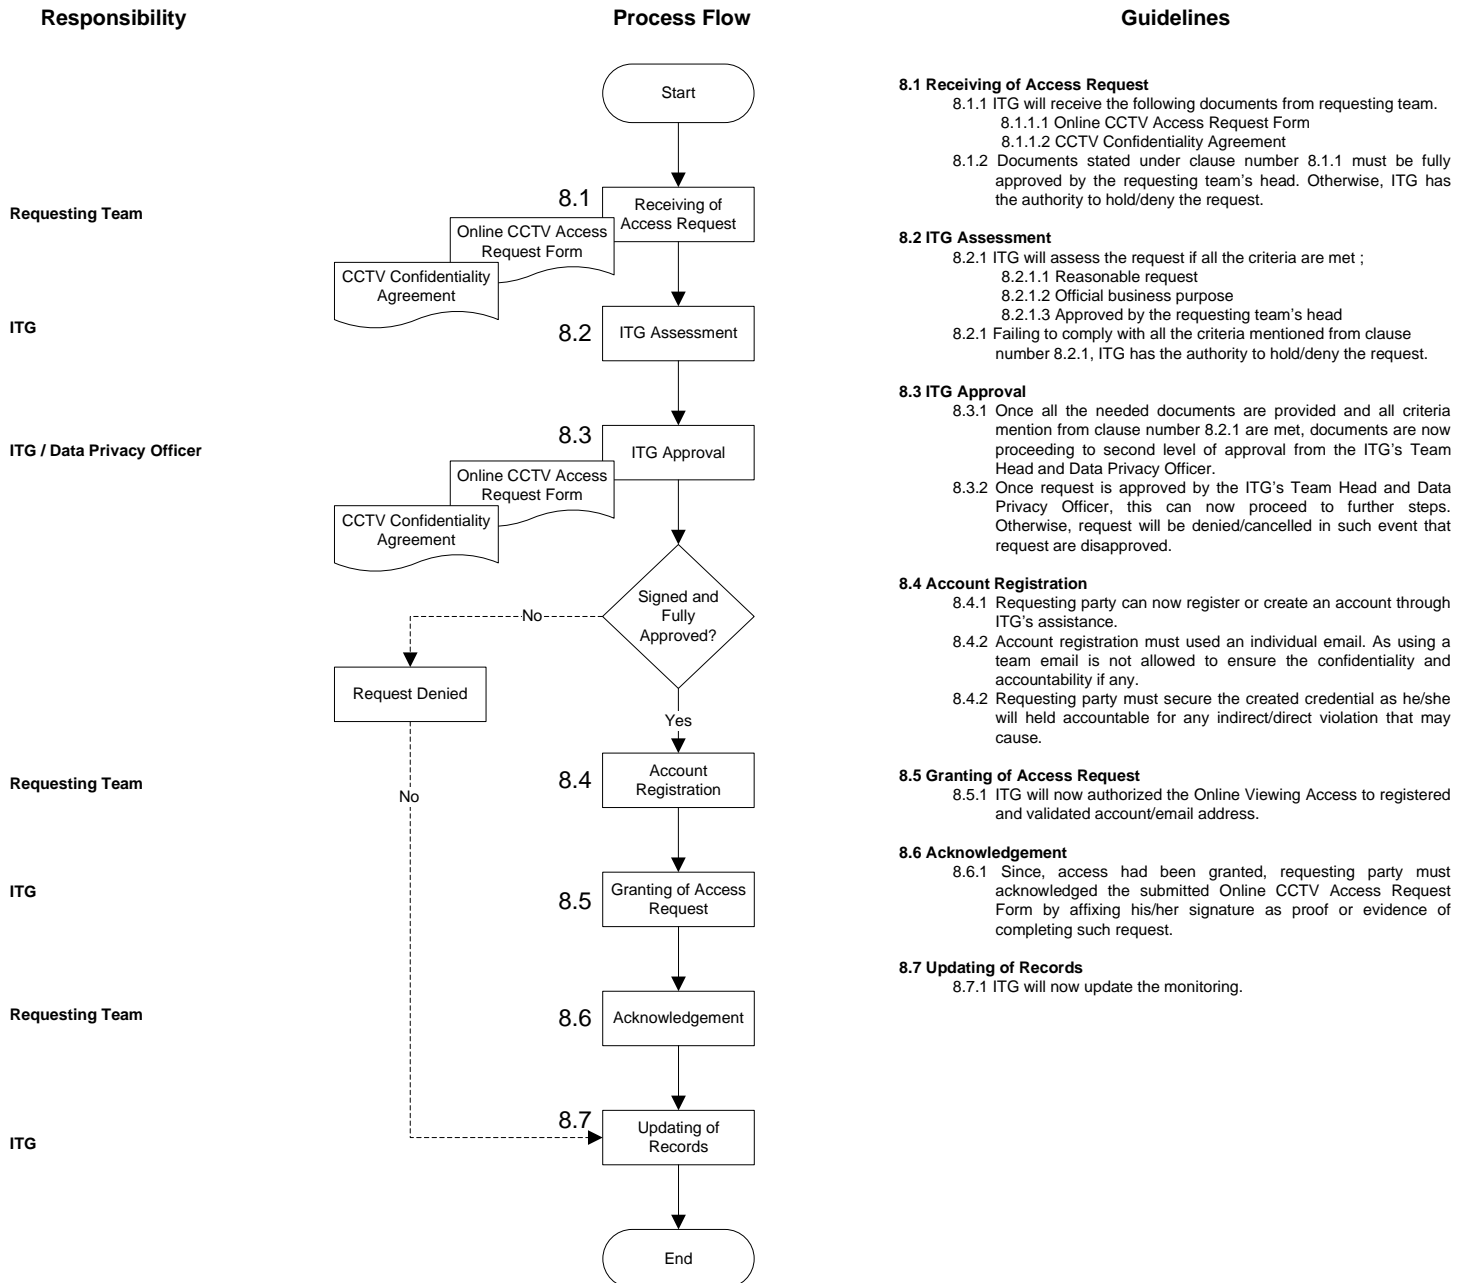 Responsibility
Process Flow
Guidelines
Start
8.1
Requesting Team
Receiving of
Access Request
Online CCTV Access
Request Form
CCTV Confidentiality
Agreement
ITG
8.2
ITG Assessment
ITG / Data Privacy Officer
8.3
ITG Approval
Online CCTV Access
Request Form
CCTV Confidentiality
Agreement
Signed and
Fully
Approved?
No
Request Denied
Yes
No
Requesting Team
8.4
Account
Registration
ITG
8.5
Granting of Access
Request
Requesting Team
8.6
Acknowledgement
ITG
8.7
Updating of
Records
End
8.1 Receiving of Access Request
8.1.1 ITG will receive the following documents from requesting team.
8.1.1.1 Online CCTV Access Request Form
8.1.1.2 CCTV Confidentiality Agreement
8.1.2 Documents stated under clause number 8.1.1 must be fully
approved by the requesting team's head. Otherwise, ITG has
the authority to hold/deny the request.
8.2 ITG Assessment
8.2.1 ITG will assess the request if all the criteria are met ;
8.2.1.1 Reasonable request
8.2.1.2 Official business purpose
8.2.1.3 Approved by the requesting team's head
8.2.1 Failing to comply with all the criteria mentioned from clause
number 8.2.1, ITG has the authority to hold/deny the request.
8.3 ITG Approval
8.3.1 Once all the needed documents are provided and all criteria
mention from clause number 8.2.1 are met, documents are now
proceeding to second level of approval from the ITG's Team
Head and Data Privacy Officer.
8.3.2 Once request is approved by the ITG's Team Head and Data
Privacy Officer, this can now proceed to further steps.
Otherwise, request will be denied/cancelled in such event that
request are disapproved.
8.4 Account Registration
8.4.1 Requesting party can now register or create an account through
ITG's assistance.
8.4.2 Account registration must used an individual email. As using a
team email is not allowed to ensure the confidentiality and
accountability if any.
8.4.2 Requesting party must secure the created credential as he/she
will held accountable for any indirect/direct violation that may
cause.
8.5 Granting of Access Request
8.5.1 ITG will now authorized the Online Viewing Access to registered
and validated account/email address.
8.6 Acknowledgement
8.6.1 Since, access had been granted, requesting party must
acknowledged the submitted Online CCTV Access Request
Form by affixing his/her signature as proof or evidence of
completing such request.
8.7 Updating of Records
8.7.1 ITG will now update the monitoring.